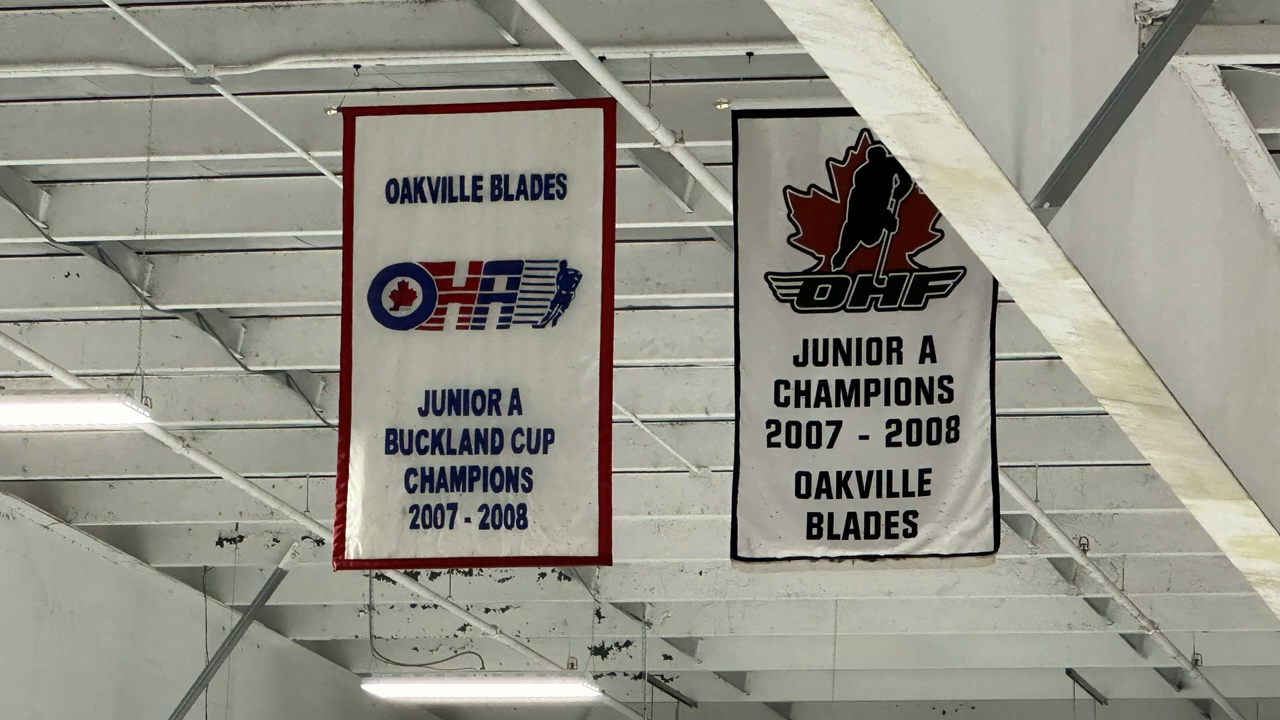 OAKVILLE BLADES
OHA
JUNIOR A
BUCKLAND CUP
CHAMPIONS
2007 - 2008
OHF
JUNIOR A
CHAMPIONS
2007 - 2008
OAKVILLE
BLADES